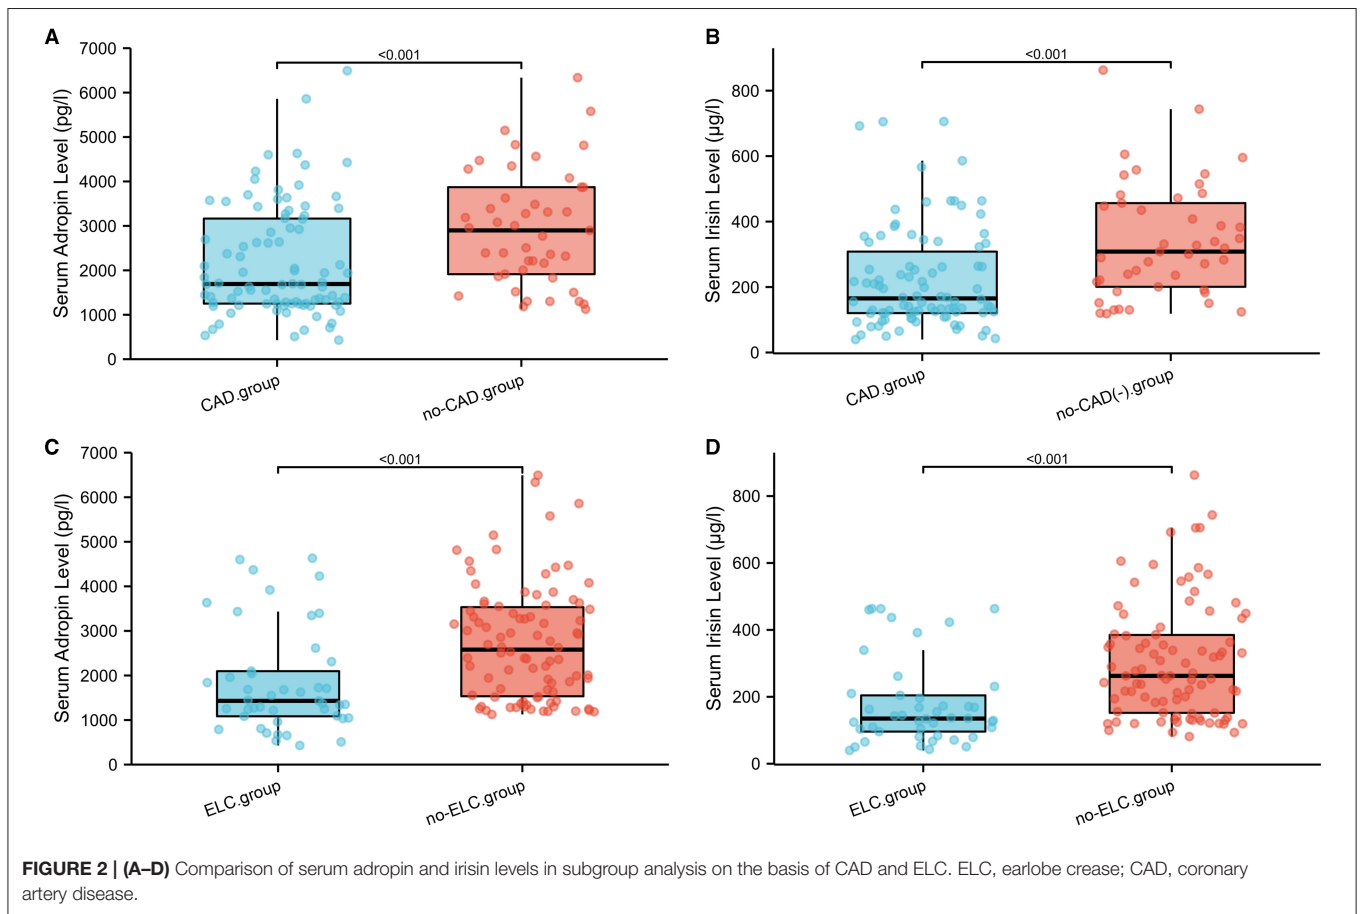 A
<0.001
7000
6000
5000
4000
3000
2000
1000
0
Serum Adropin Level (pg/l)
CAD.group
no-CAD.group
B
<0.001
800
600
400
200
0
Serum Irisin Level (μg/l)
CAD.group
no-CAD(-).group
C
<0.001
7000
6000
5000
4000
3000
2000
1000
0
Serum Adropin Level (pg/l)
ELC.group
no-ELC.group
D
<0.001
800
600
400
200
0
Serum Irisin Level (μg/l)
ELC.group
no-ELC.group
FIGURE 2 | (A–D) Comparison of serum adropin and irisin levels in subgroup analysis on the basis of CAD and ELC. ELC, earlobe crease; CAD, coronary
artery disease.